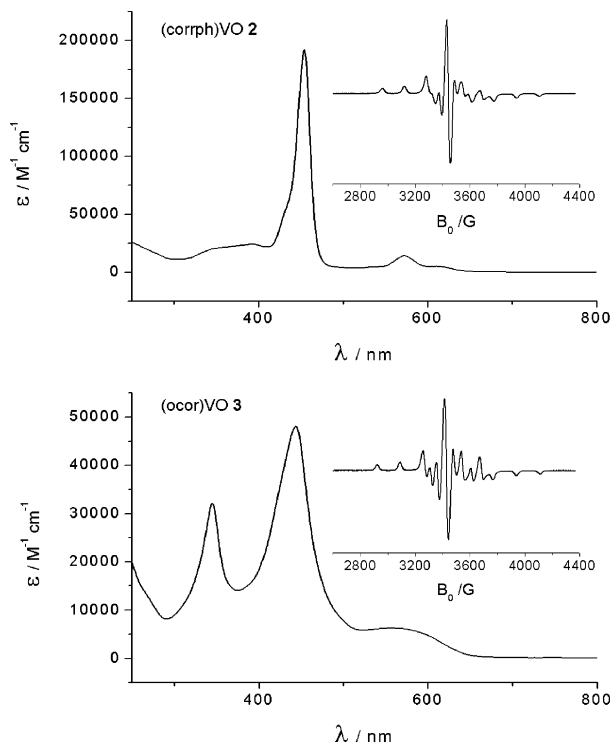 (corrph)VO 2
200000
150000
100000
50000
0
ε / M⁻¹ cm⁻¹
2800 3200 3600 4000 4400
B₀ /G
400 600 800
λ / nm
(ocor)VO 3
50000
40000
30000
20000
10000
0
ε / M⁻¹ cm⁻¹
2800 3200 3600 4000 4400
B₀ /G
400 600 800
λ / nm